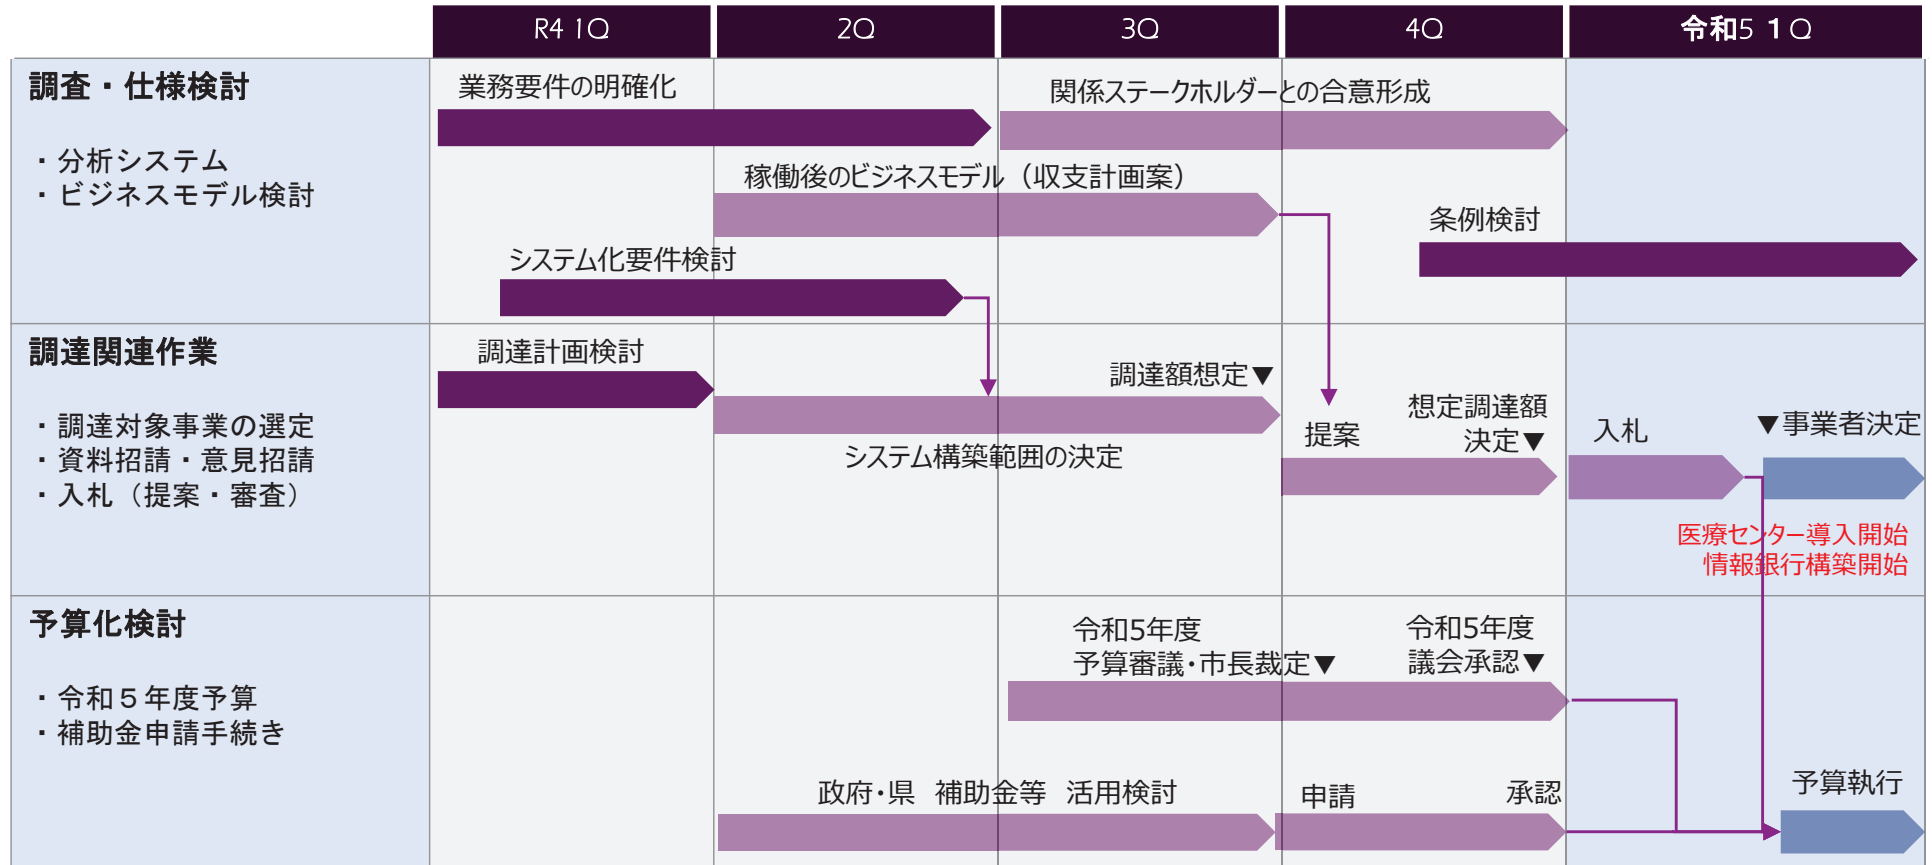 R4 1Q
2Q
3Q
4Q
令和5 1Q
調査・仕様検討
・分析システム
・ビジネスモデル検討
業務要件の明確化
関係ステークホルダーとの合意形成
稼働後のビジネスモデル（収支計画案）
条例検討
システム化要件検討
調達関連作業
・調達対象事業の選定
・資料招請・意見招請
・入札（提案・審査）
調達計画検討
調達額想定▼
システム構築範囲の決定
提案
想定調達額
決定▼
入札
▼事業者決定
医療センター導入開始
情報銀行構築開始
予算化検討
・令和５年度予算
・補助金申請手続き
令和5年度
予算審議・市長裁定▼
令和5年度
議会承認▼
政府・県 補助金等 活用検討
申請
承認
予算執行